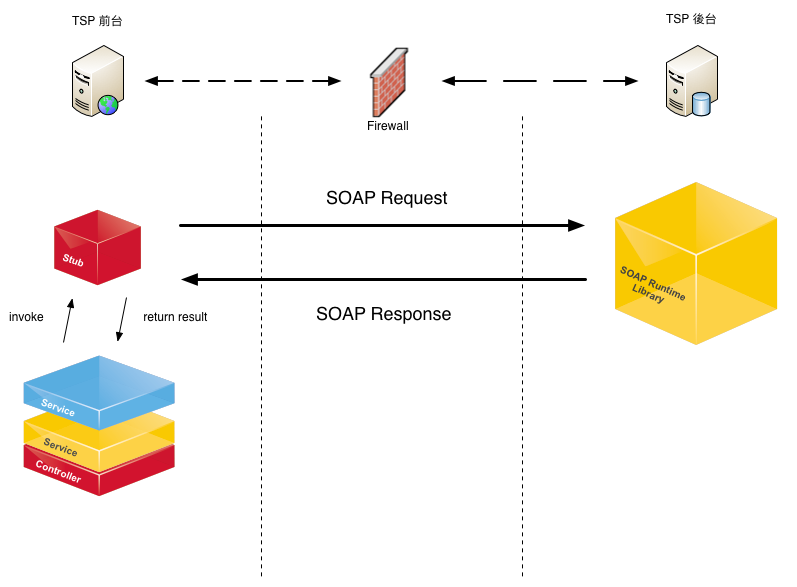 TSP 前台
TSP 後台
Firewall
SOAP Request
Stub
SOAP Runtime
Library
SOAP Response
invoke
return result
Service
Service
Controller